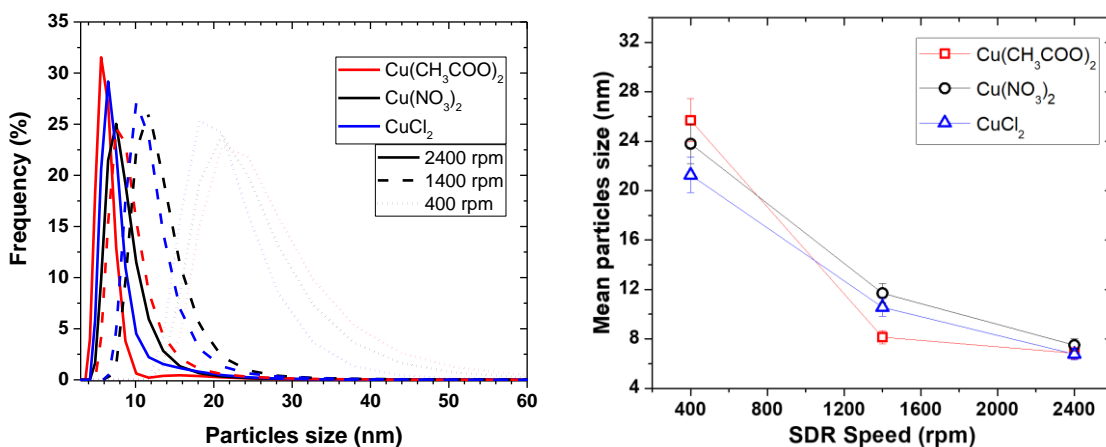 Frequency (%)
35
30
25
20
15
10
5
0
0 10 20 30 40 50 60
Particles size (nm)
Cu(CH₃COO)₂
Cu(NO₃)₂
CuCl₂
2400 rpm
1400 rpm
400 rpm
Mean particles size (nm)
32
28
24
20
16
12
8
4
400 800 1200 1600 2000 2400
SDR Speed (rpm)
Cu(CH₃COO)₂
Cu(NO₃)₂
CuCl₂